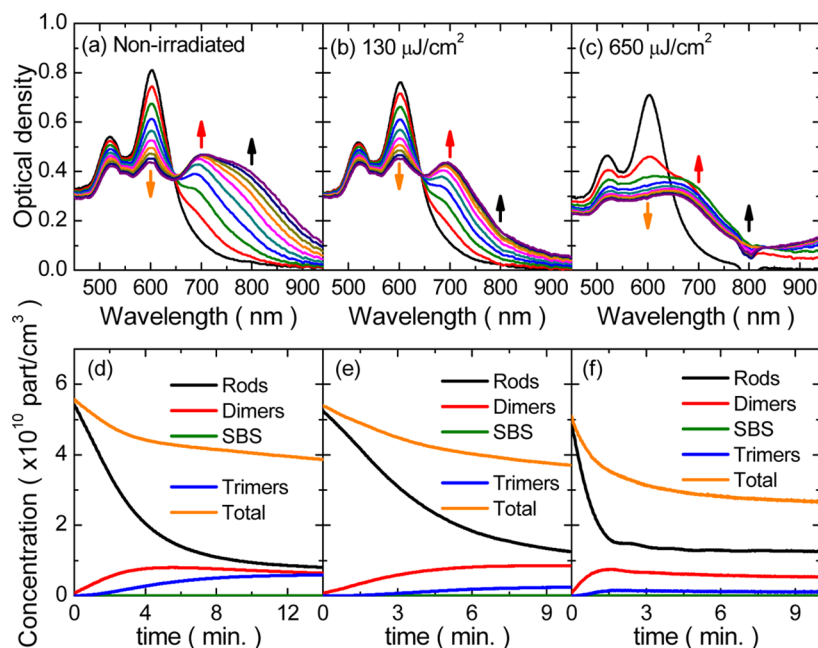 (a) Non-irradiated
(b) 130 μJ/cm²
(c) 650 μJ/cm²
Optical density
1.0
0.8
0.6
0.4
0.2
0.0
500 600 700 800 900
500 600 700 800 900
500 600 700 800 900
Wavelength ( nm )
Wavelength ( nm )
Wavelength ( nm )
Concentration ( x10¹⁰ part/cm³ )
6
4
2
0
(d)
Rods
Dimers
SBS
Trimers
Total
(e)
Rods
Dimers
SBS
Trimers
Total
(f)
Rods
Dimers
SBS
Trimers
Total
0 4 8 12
0 3 6 9
0 3 6 9
time ( min. )
time ( min. )
time ( min. )